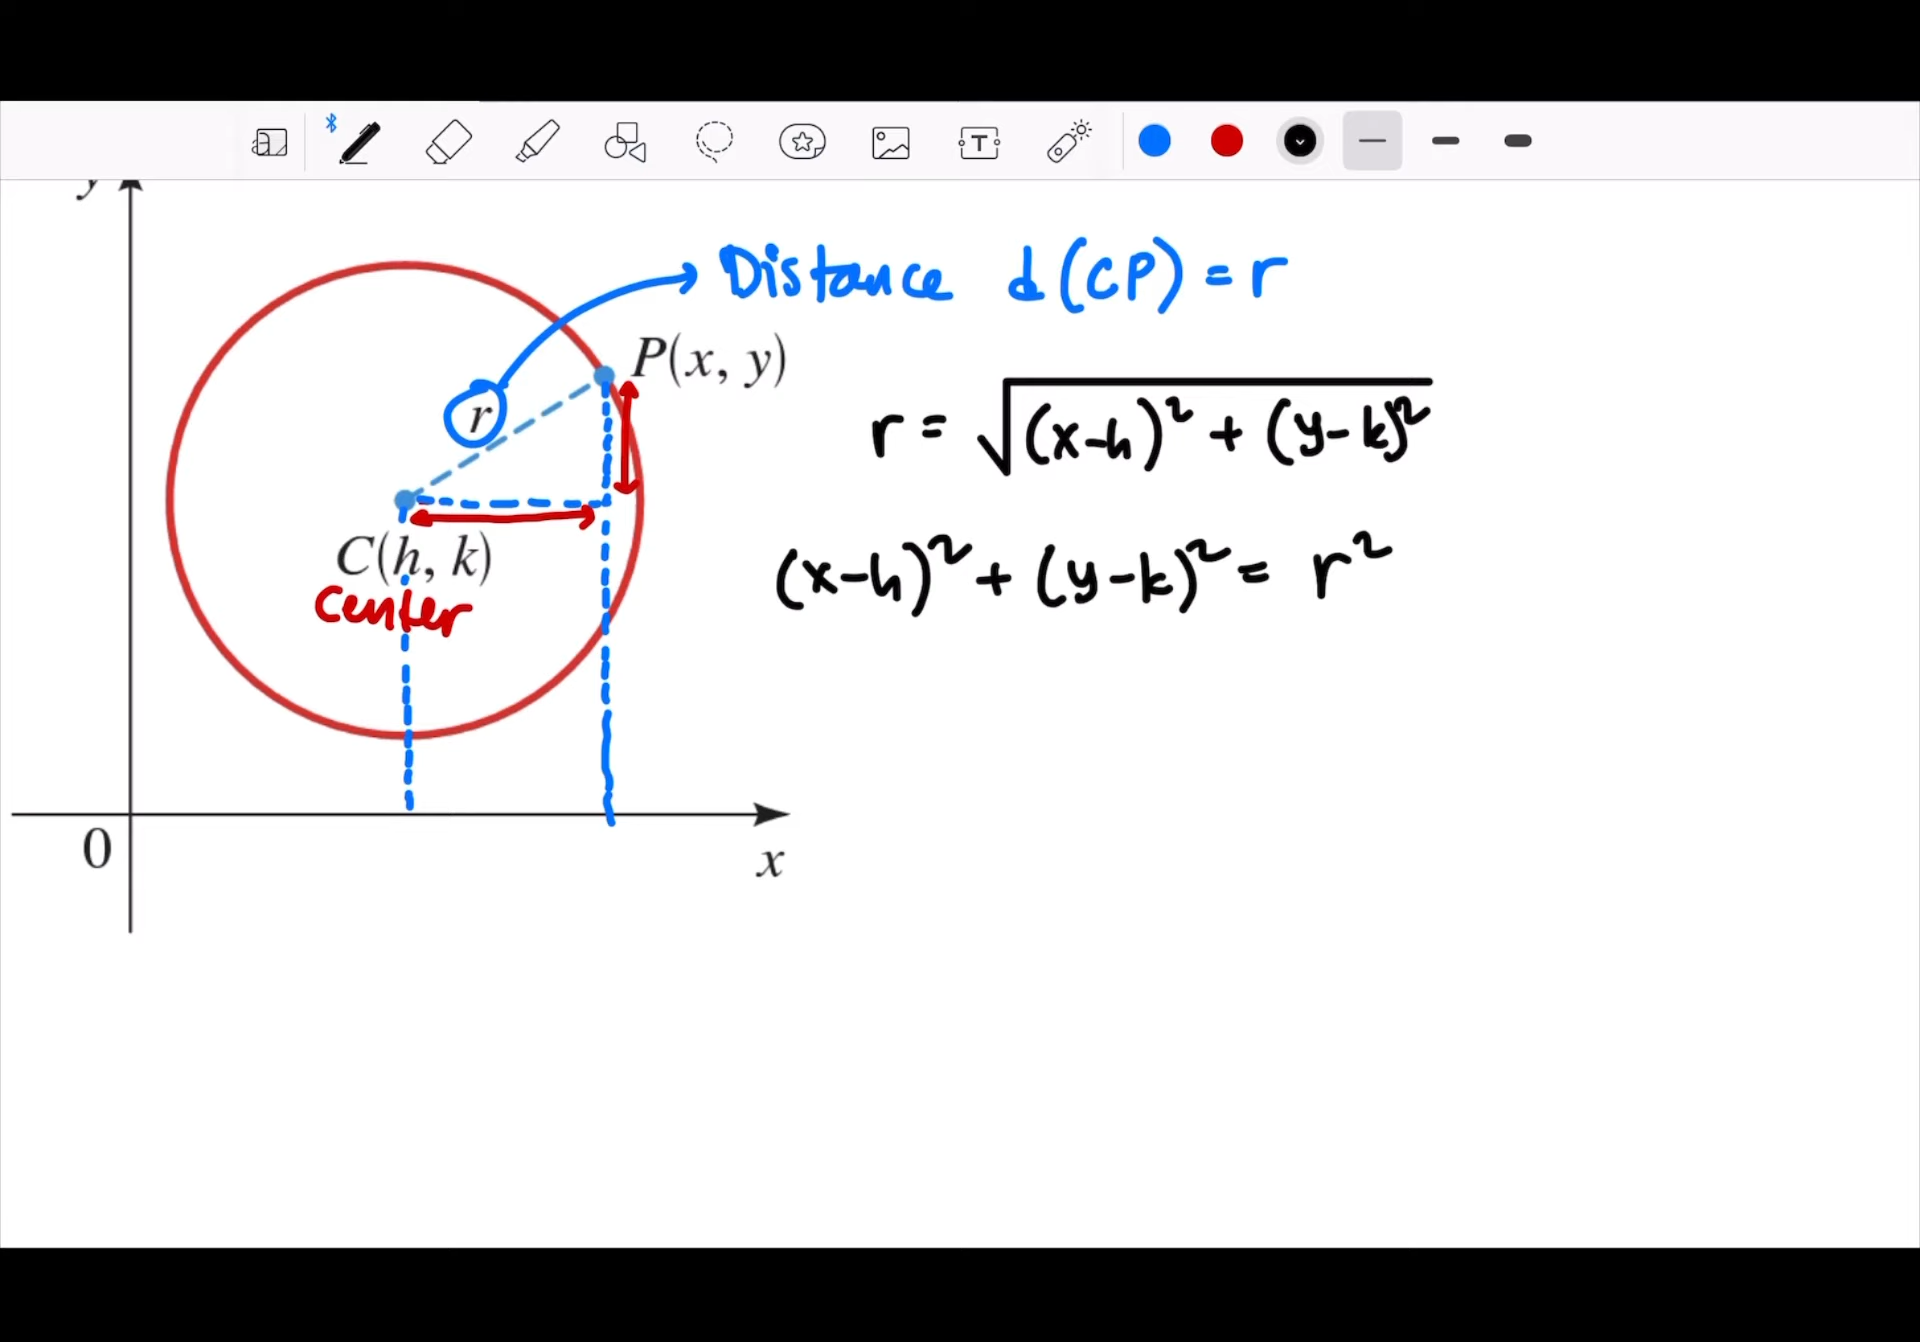 y
Distance d(CP) = r
P(x, y)
r
r = √((x-h)² + (y-k)²)
C(h, k)
center
(x-h)² + (y-k)² = r²
0
x